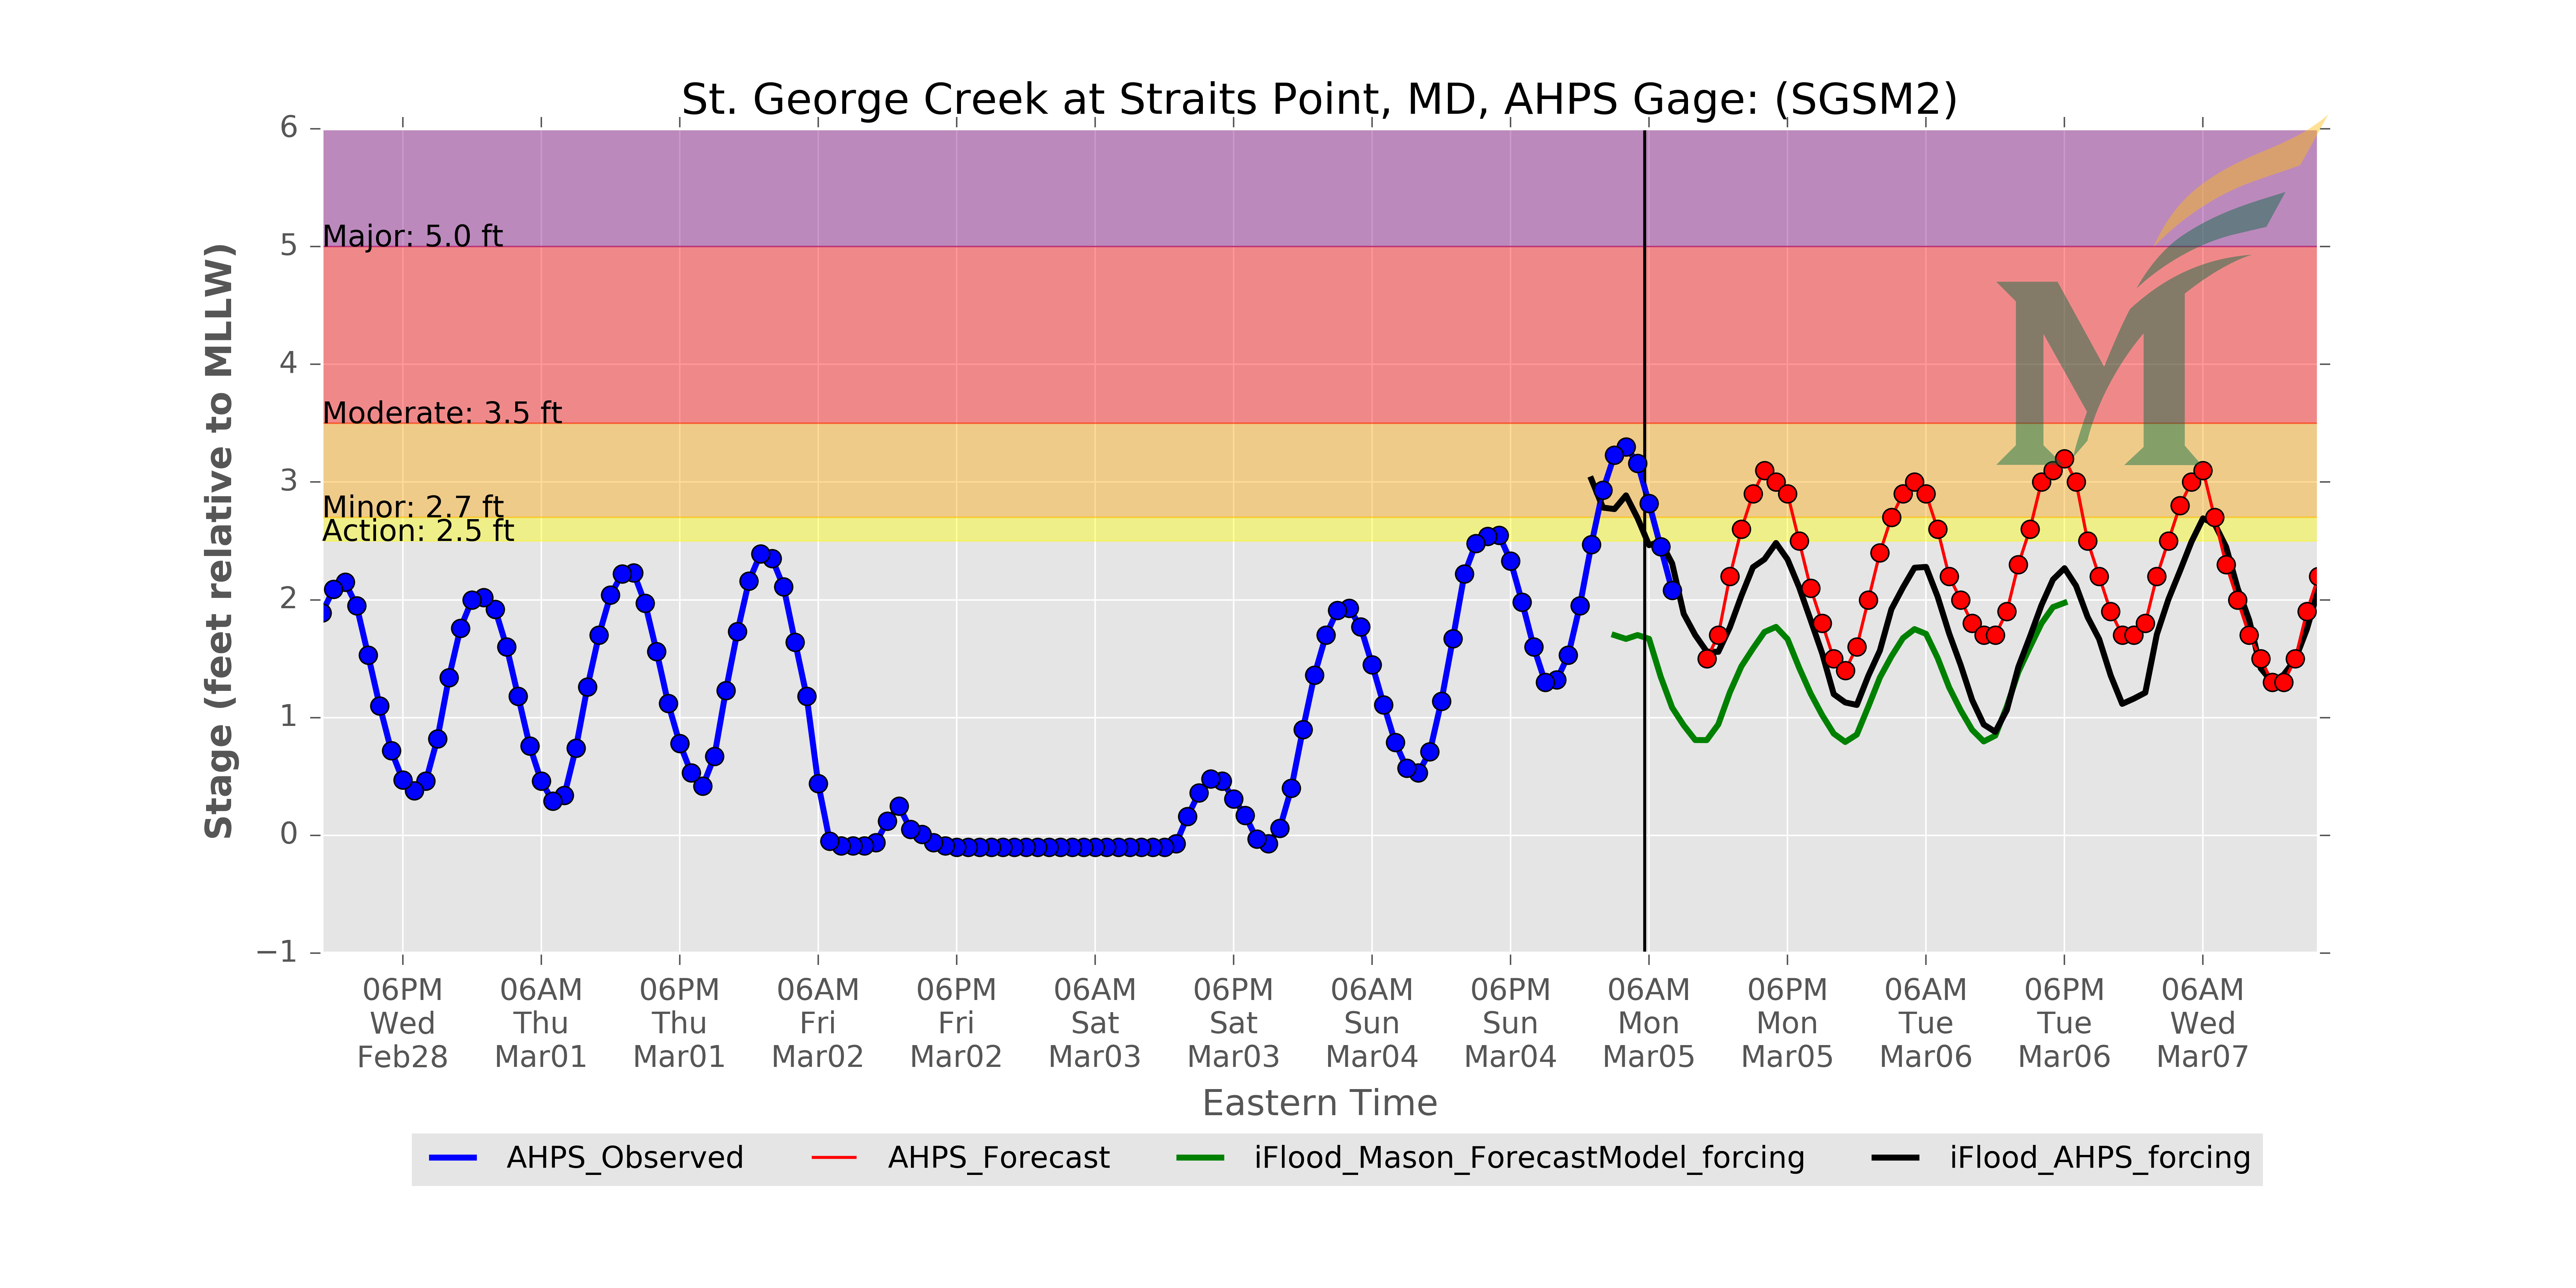 St. George Creek at Straits Point, MD, AHPS Gage: (SGSM2)
Stage (feet relative to MLLW)
6
5
4
3
2
1
0
−1
Major: 5.0 ft
Moderate: 3.5 ft
Minor: 2.7 ft
Action: 2.5 ft
M
06PM 06AM 06PM 06AM 06PM 06AM 06PM 06AM 06PM 06AM 06PM 06AM 06PM 06AM
Wed Thu Thu Fri Fri Sat Sat Sun Sun Mon Mon Tue Tue Wed
Feb28 Mar01 Mar01 Mar02 Mar02 Mar03 Mar03 Mar04 Mar04 Mar05 Mar05 Mar06 Mar06 Mar07
Eastern Time
AHPS_Observed AHPS_Forecast iFlood_Mason_ForecastModel_forcing iFlood_AHPS_forcing